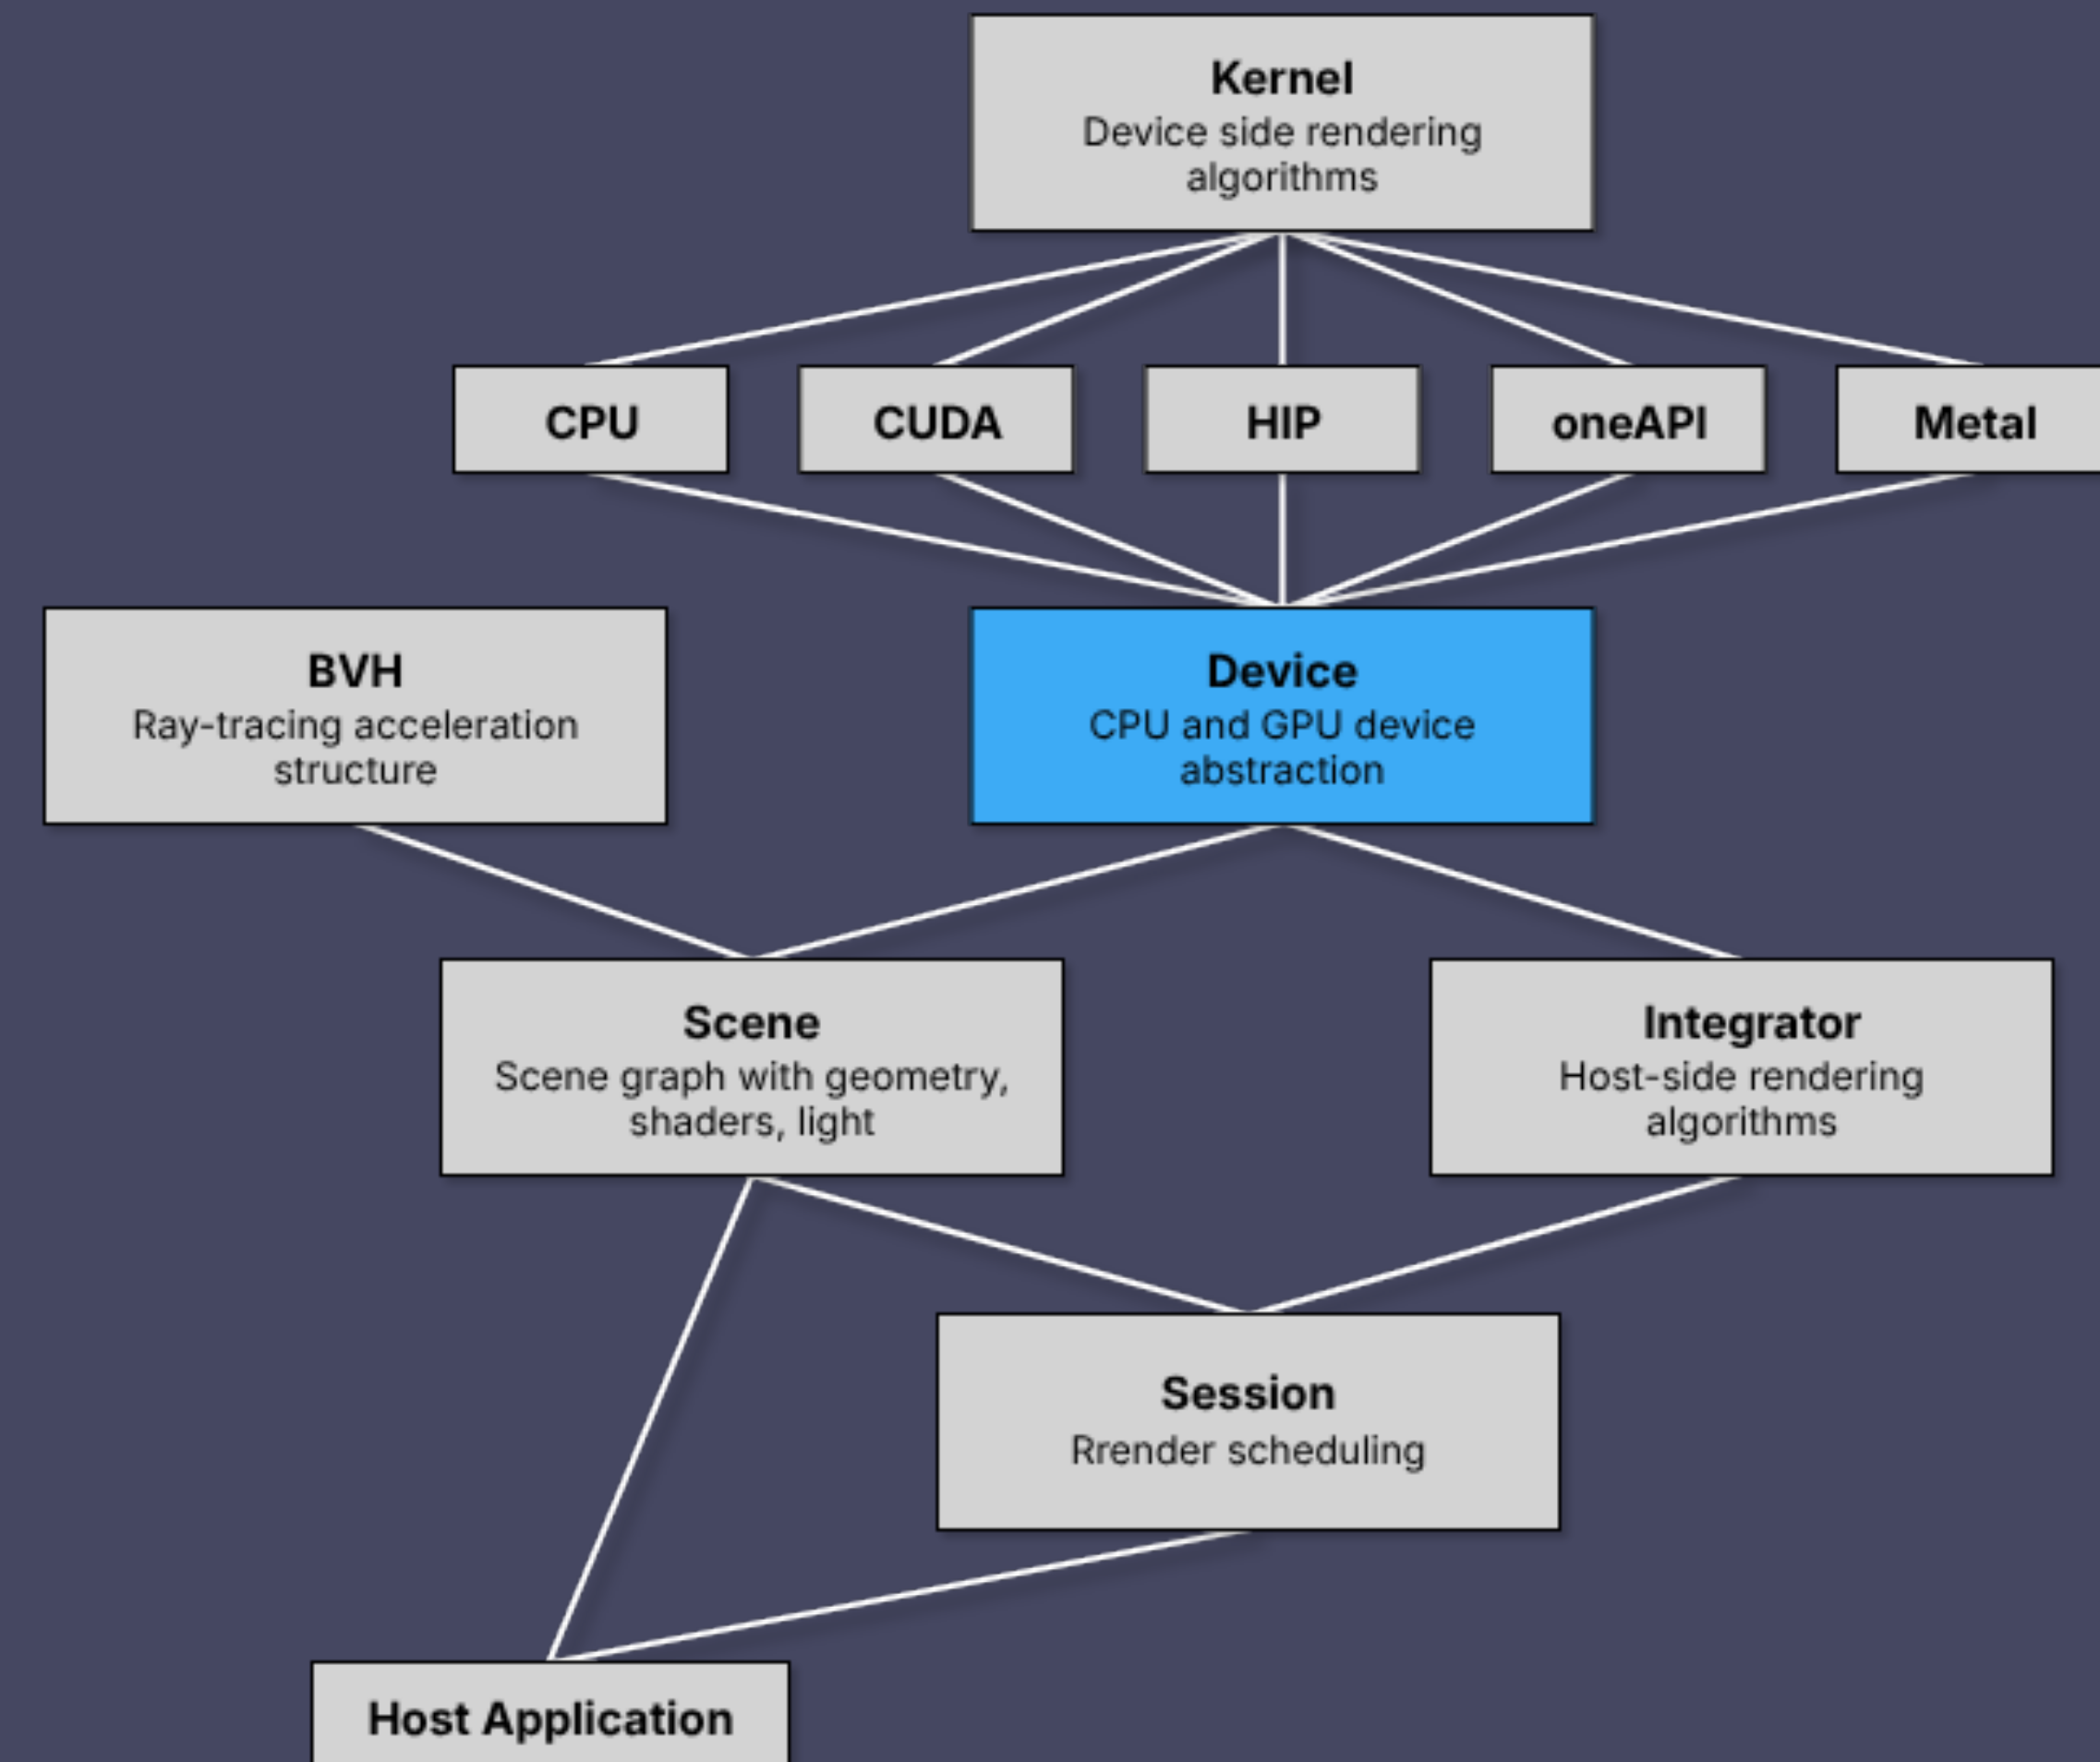 Kernel
Device side rendering
algorithms
CPU
CUDA
HIP
oneAPI
Metal
BVH
Ray-tracing acceleration
structure
Device
CPU and GPU device
abstraction
Scene
Scene graph with geometry,
shaders, light
Integrator
Host-side rendering
algorithms
Session
Rrender scheduling
Host Application